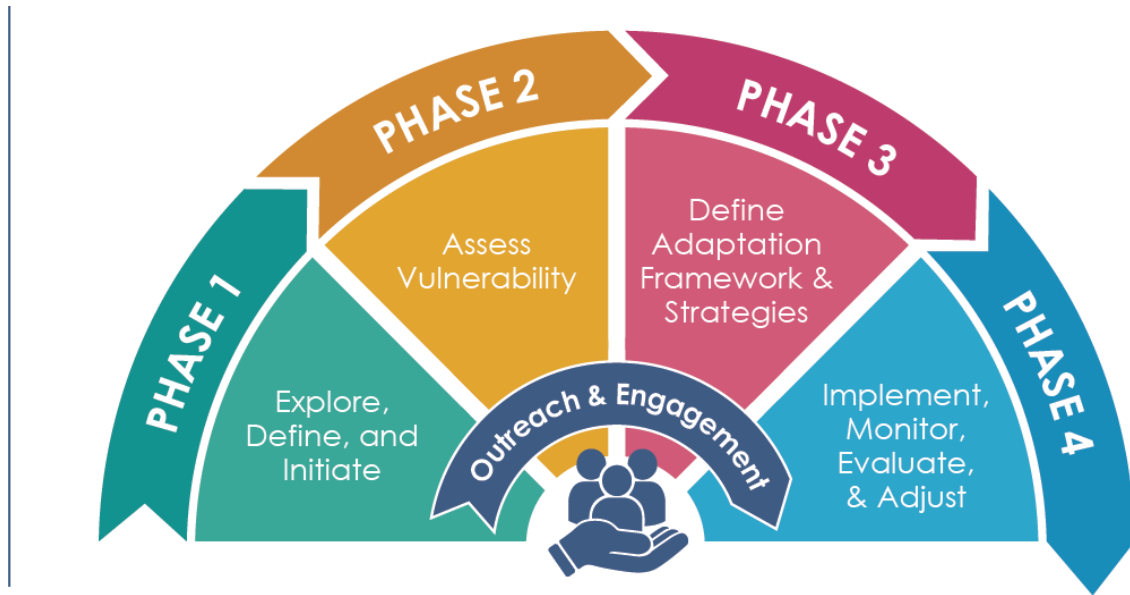 PHASE 1
Explore,
Define, and
Initiate
PHASE 2
Assess
Vulnerability
PHASE 3
Define
Adaptation
Framework &
Strategies
PHASE 4
Implement,
Monitor,
Evaluate,
& Adjust
Outreach & Engagement